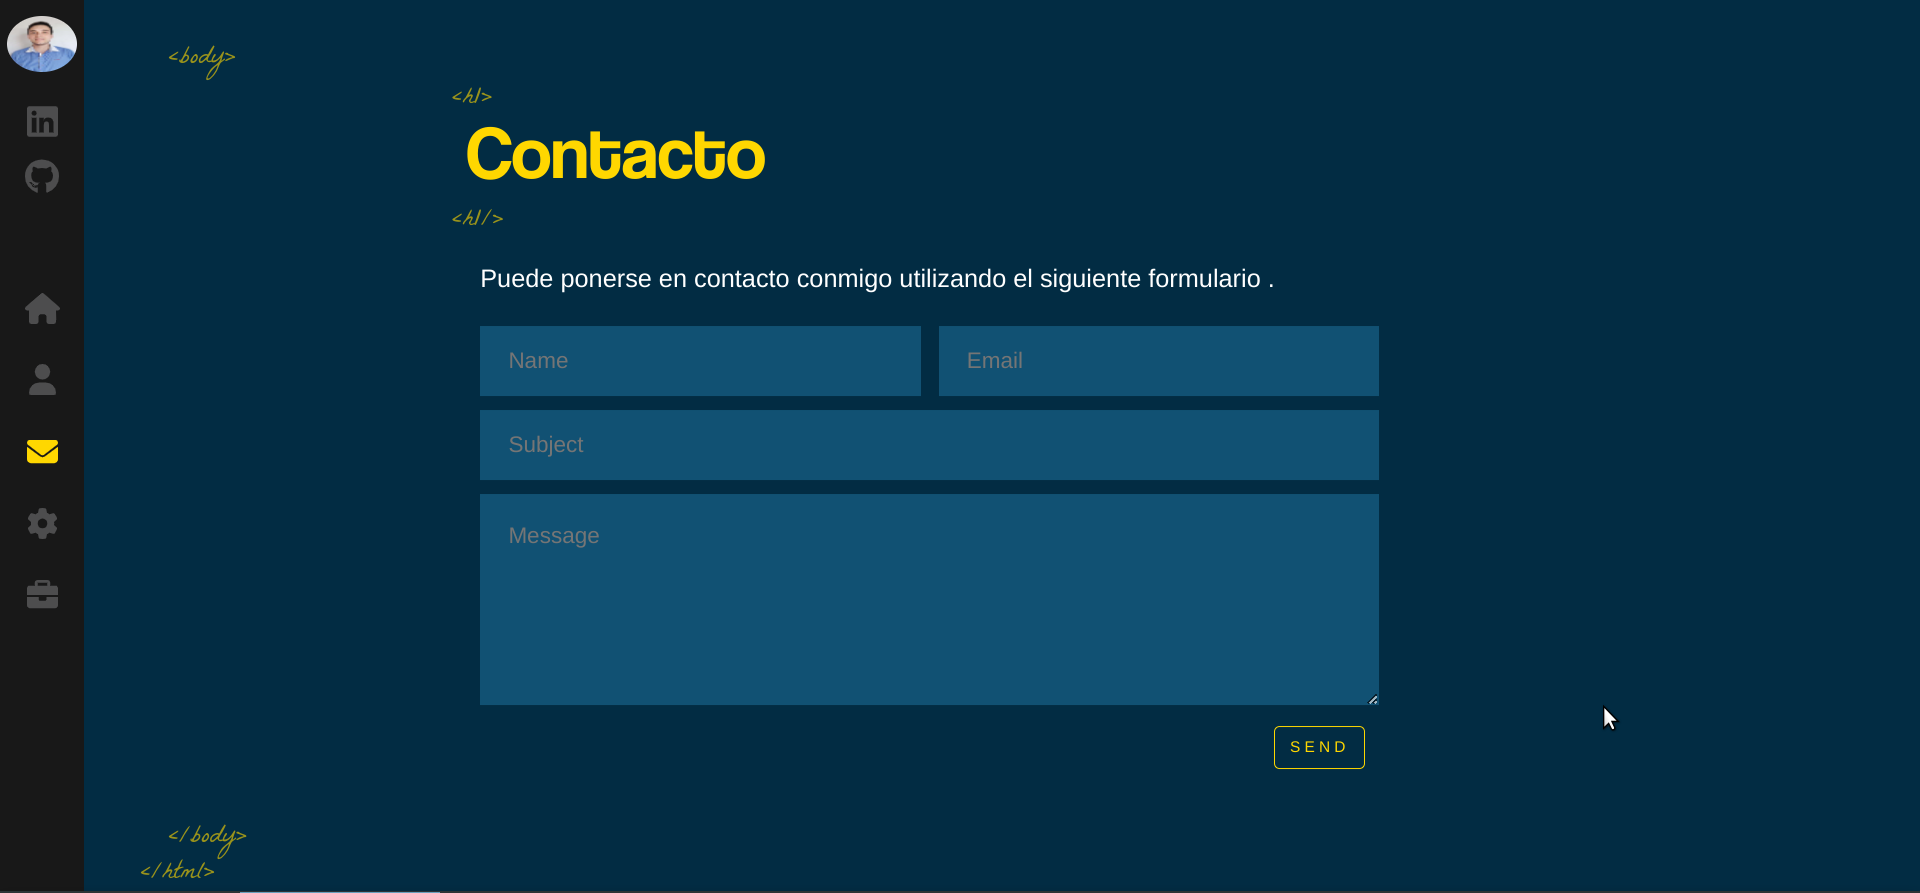 <body>
<h1>
Contacto
<h1/>
Puede ponerse en contacto conmigo utilizando el siguiente formulario .
Name Email
Subject
Message
SEND
</body>
</html>